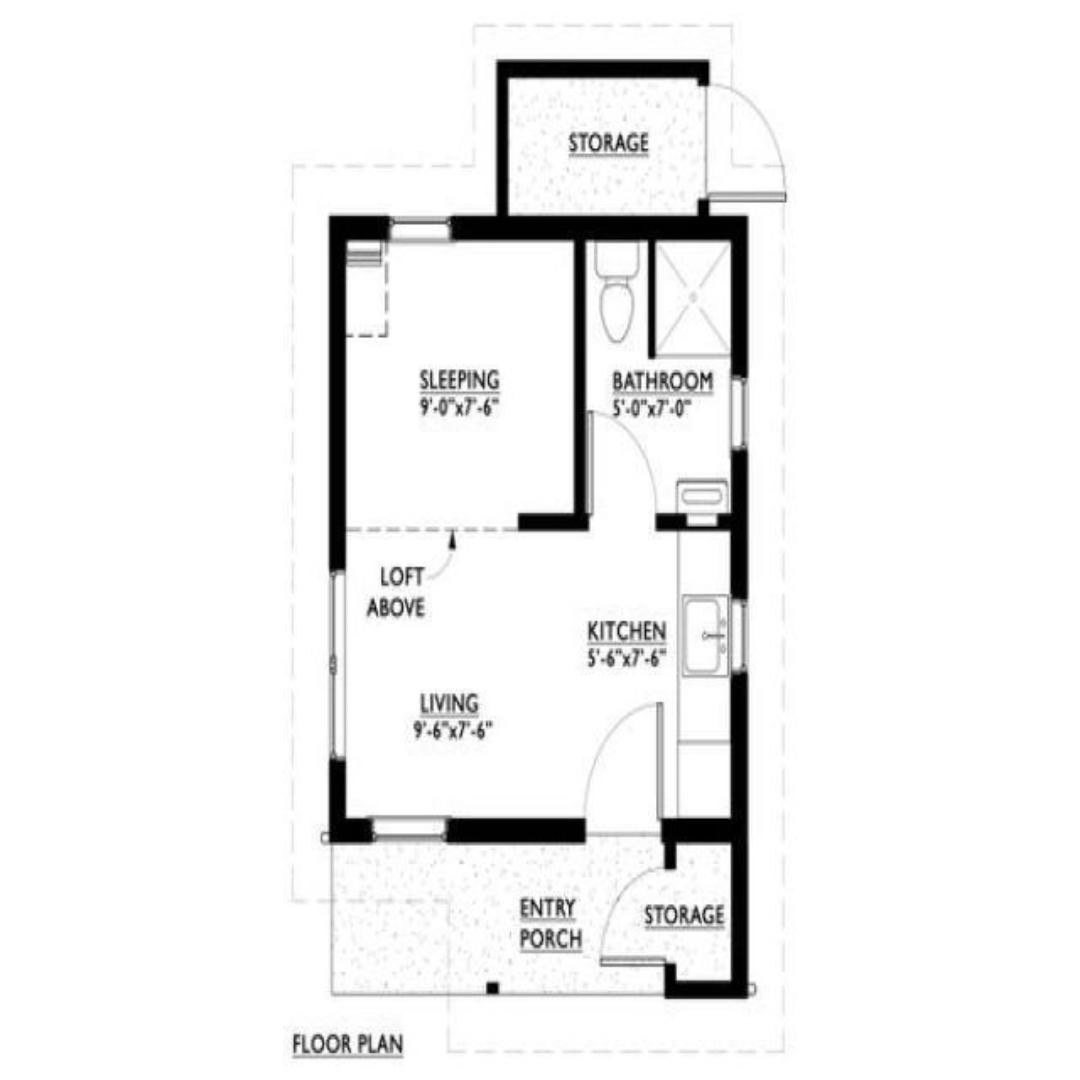 STORAGE
SLEEPING
9'-0"x7'-6"
BATHROOM
5'-0"x7'-0"
LOFT
ABOVE
KITCHEN
5'-6"x7'-6"
LIVING
9'-6"x7'-6"
ENTRY
PORCH
STORAGE
FLOOR PLAN